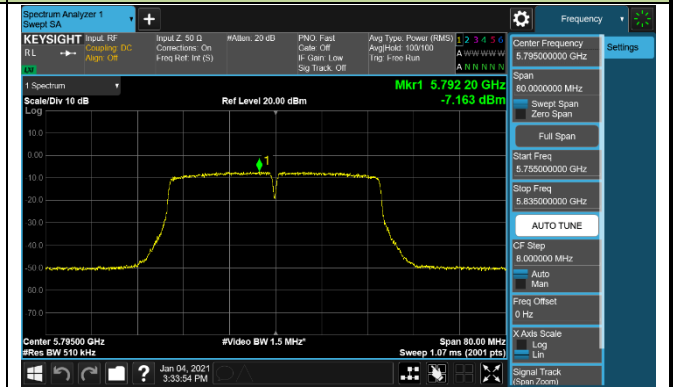 Spectrum Analyzer 1
Swept SA
+
Frequency
KEYSIGHT
RL
Input: RF
Coupling: DC
Align: Off
Input Z: 50 Ω
Corrections: On
Freq Ref: Int (S)
#Atten: 20 dB
PNO: Fast
Gate: Off
IF Gain: Low
Sig Track: Off
Avg Type: Power (RMS)
Avg|Hold: 100/100
Trig: Free Run
1 2 3 4 5 6
A W W W W W
A N N N N N
1 Spectrum
Scale/Div 10 dB
Log
Ref Level 20.00 dBm
Mkr1 5.792 20 GHz
-7.163 dBm
10.0
0.00
-10.0
-20.0
-30.0
-40.0
-50.0
-60.0
-70.0
1
Center 5.79500 GHz
#Res BW 510 kHz
#Video BW 1.5 MHz*
Span 80.00 MHz
Sweep 1.07 ms (2001 pts)
Jan 04, 2021
3:33:54 PM
?
Center Frequency
5.795000000 GHz
Settings
Span
80.0000000 MHz
Swept Span
Zero Span
Full Span
Start Freq
5.755000000 GHz
Stop Freq
5.835000000 GHz
AUTO TUNE
CF Step
8.000000 MHz
Auto
Man
Freq Offset
0 Hz
X Axis Scale
Log
Lin
Signal Track
(Span Zoom)